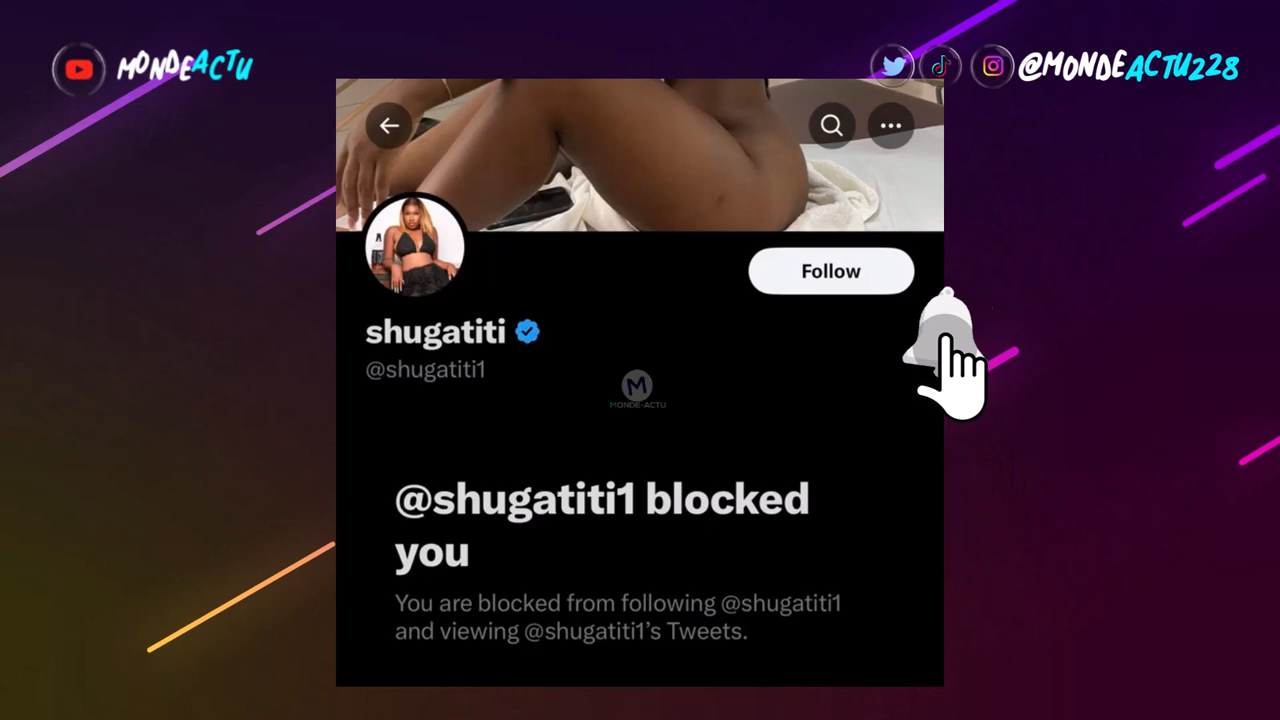 MONDEACTU
@MONDEACTU228
Follow
shugatiti
@shugatiti1
M
MONDE-ACTU
@shugatiti1 blocked
you
You are blocked from following @shugatiti1
and viewing @shugatiti1’s Tweets.